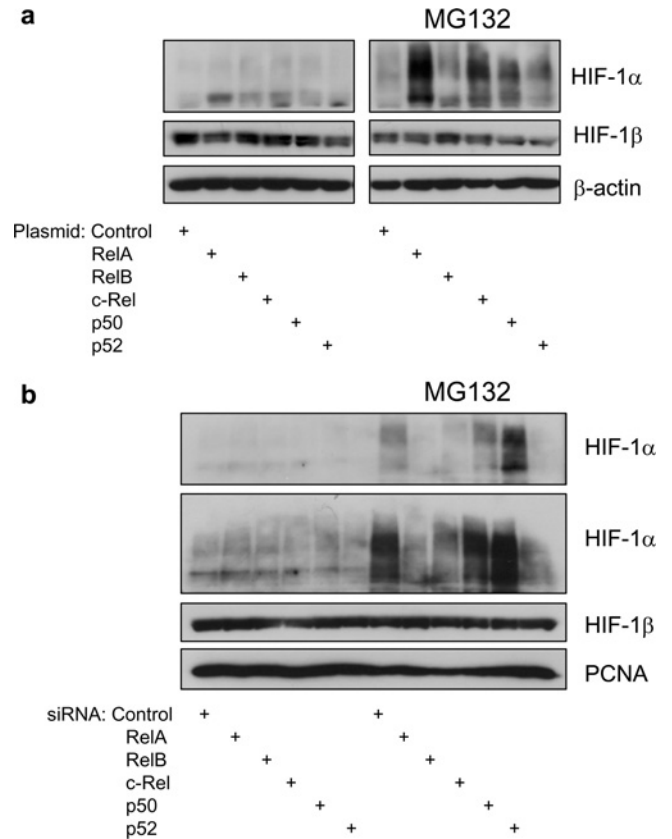 a
MG132
HIF-1α
HIF-1β
β-actin
Plasmid: Control + +
RelA + +
RelB + +
c-Rel + +
p50 + +
p52 + +
b
MG132
HIF-1α
HIF-1α
HIF-1β
PCNA
siRNA: Control + +
RelA + +
RelB + +
c-Rel + +
p50 + +
p52 + +